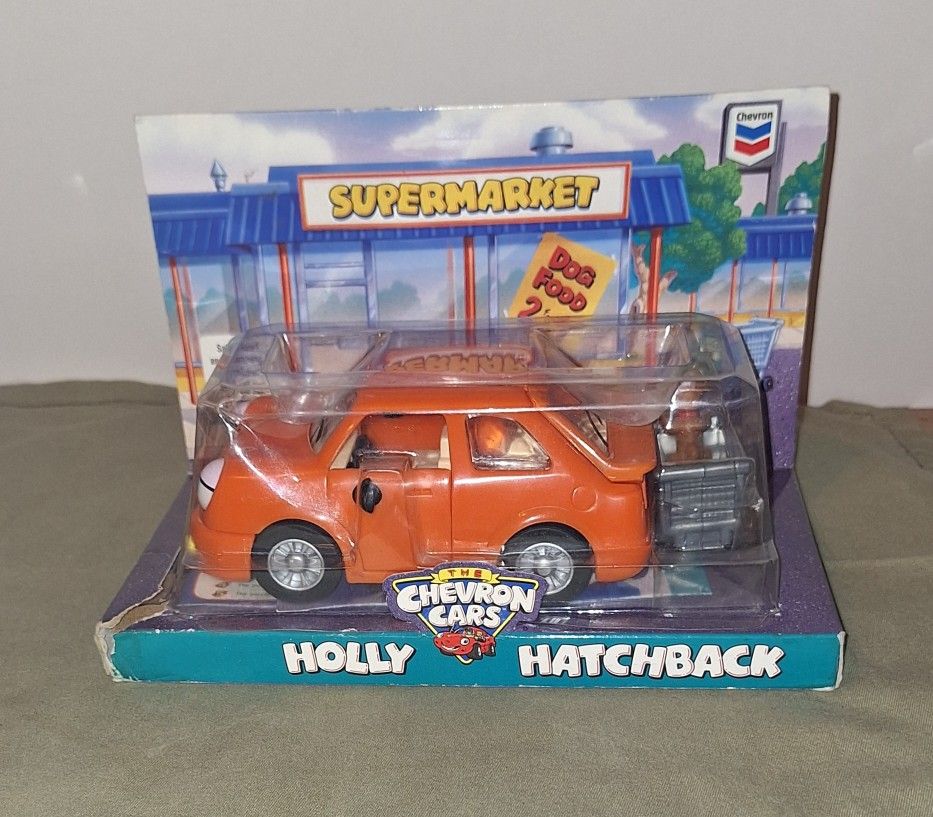 Chevron
SUPERMARKET
DOG
FOOD
THE
CHEVRON
CARS
HOLLY
HATCHBACK